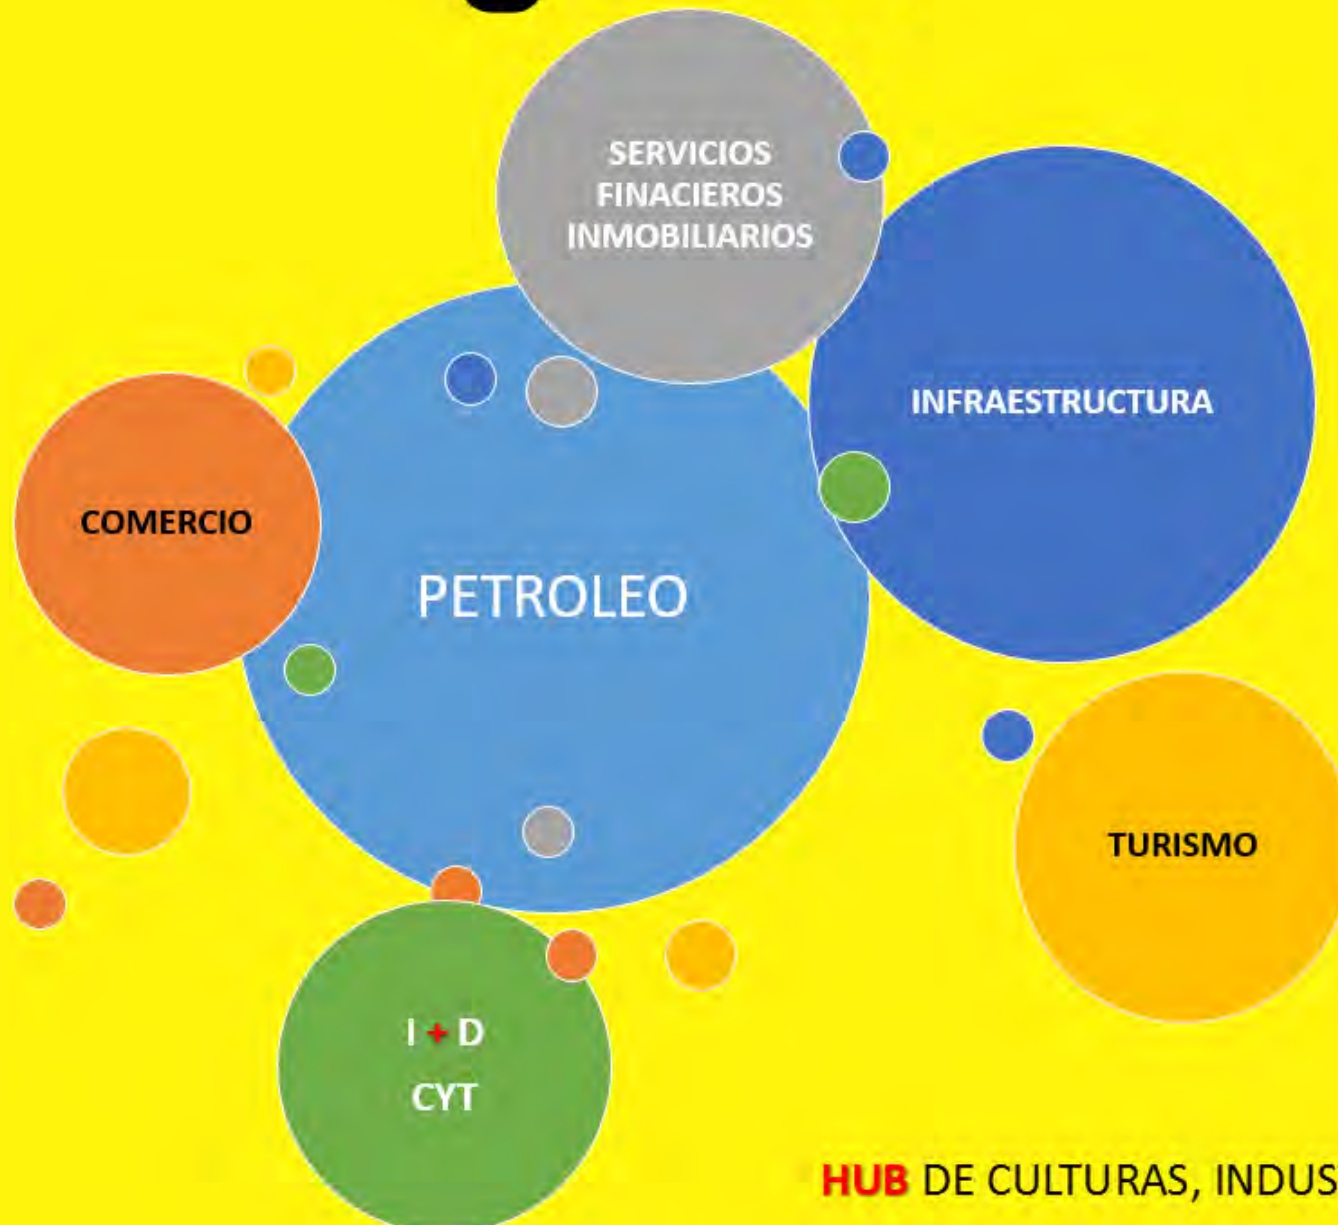 SERVICIOS
FINACIEROS
INMOBILIARIOS
INFRAESTRUCTURA
COMERCIO
PETROLEO
TURISMO
I + D
CYT
HUB DE CULTURAS, INDUS